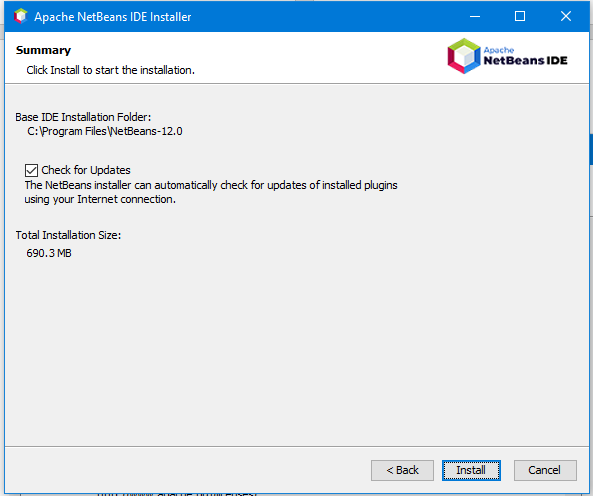 Apache NetBeans IDE Installer
Summary
Click Install to start the installation.
Apache
NetBeans IDE
Base IDE Installation Folder:
C:\Program Files\NetBeans-12.0
Check for Updates
The NetBeans installer can automatically check for updates of installed plugins
using your Internet connection.
Total Installation Size:
690.3 MB
< Back
Install
Cancel